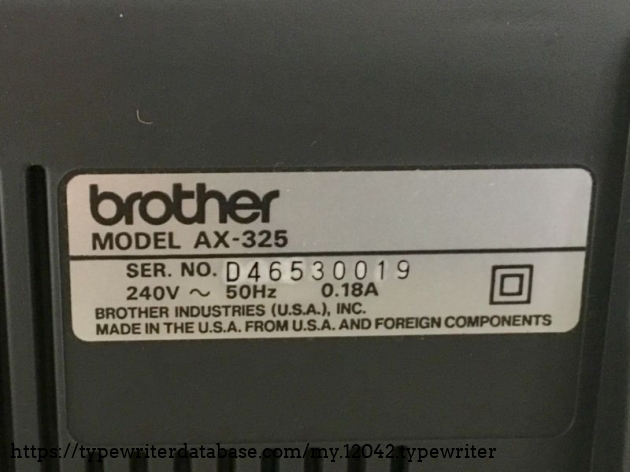 brother
MODEL AX-325
SER. NO. D46530019
240V ~ 50Hz 0.18A
BROTHER INDUSTRIES (U.S.A.), INC.
MADE IN THE U.S.A. FROM U.S.A. AND FOREIGN COMPONENTS
https://typewriterdatabase.com/my.12042.typewriter